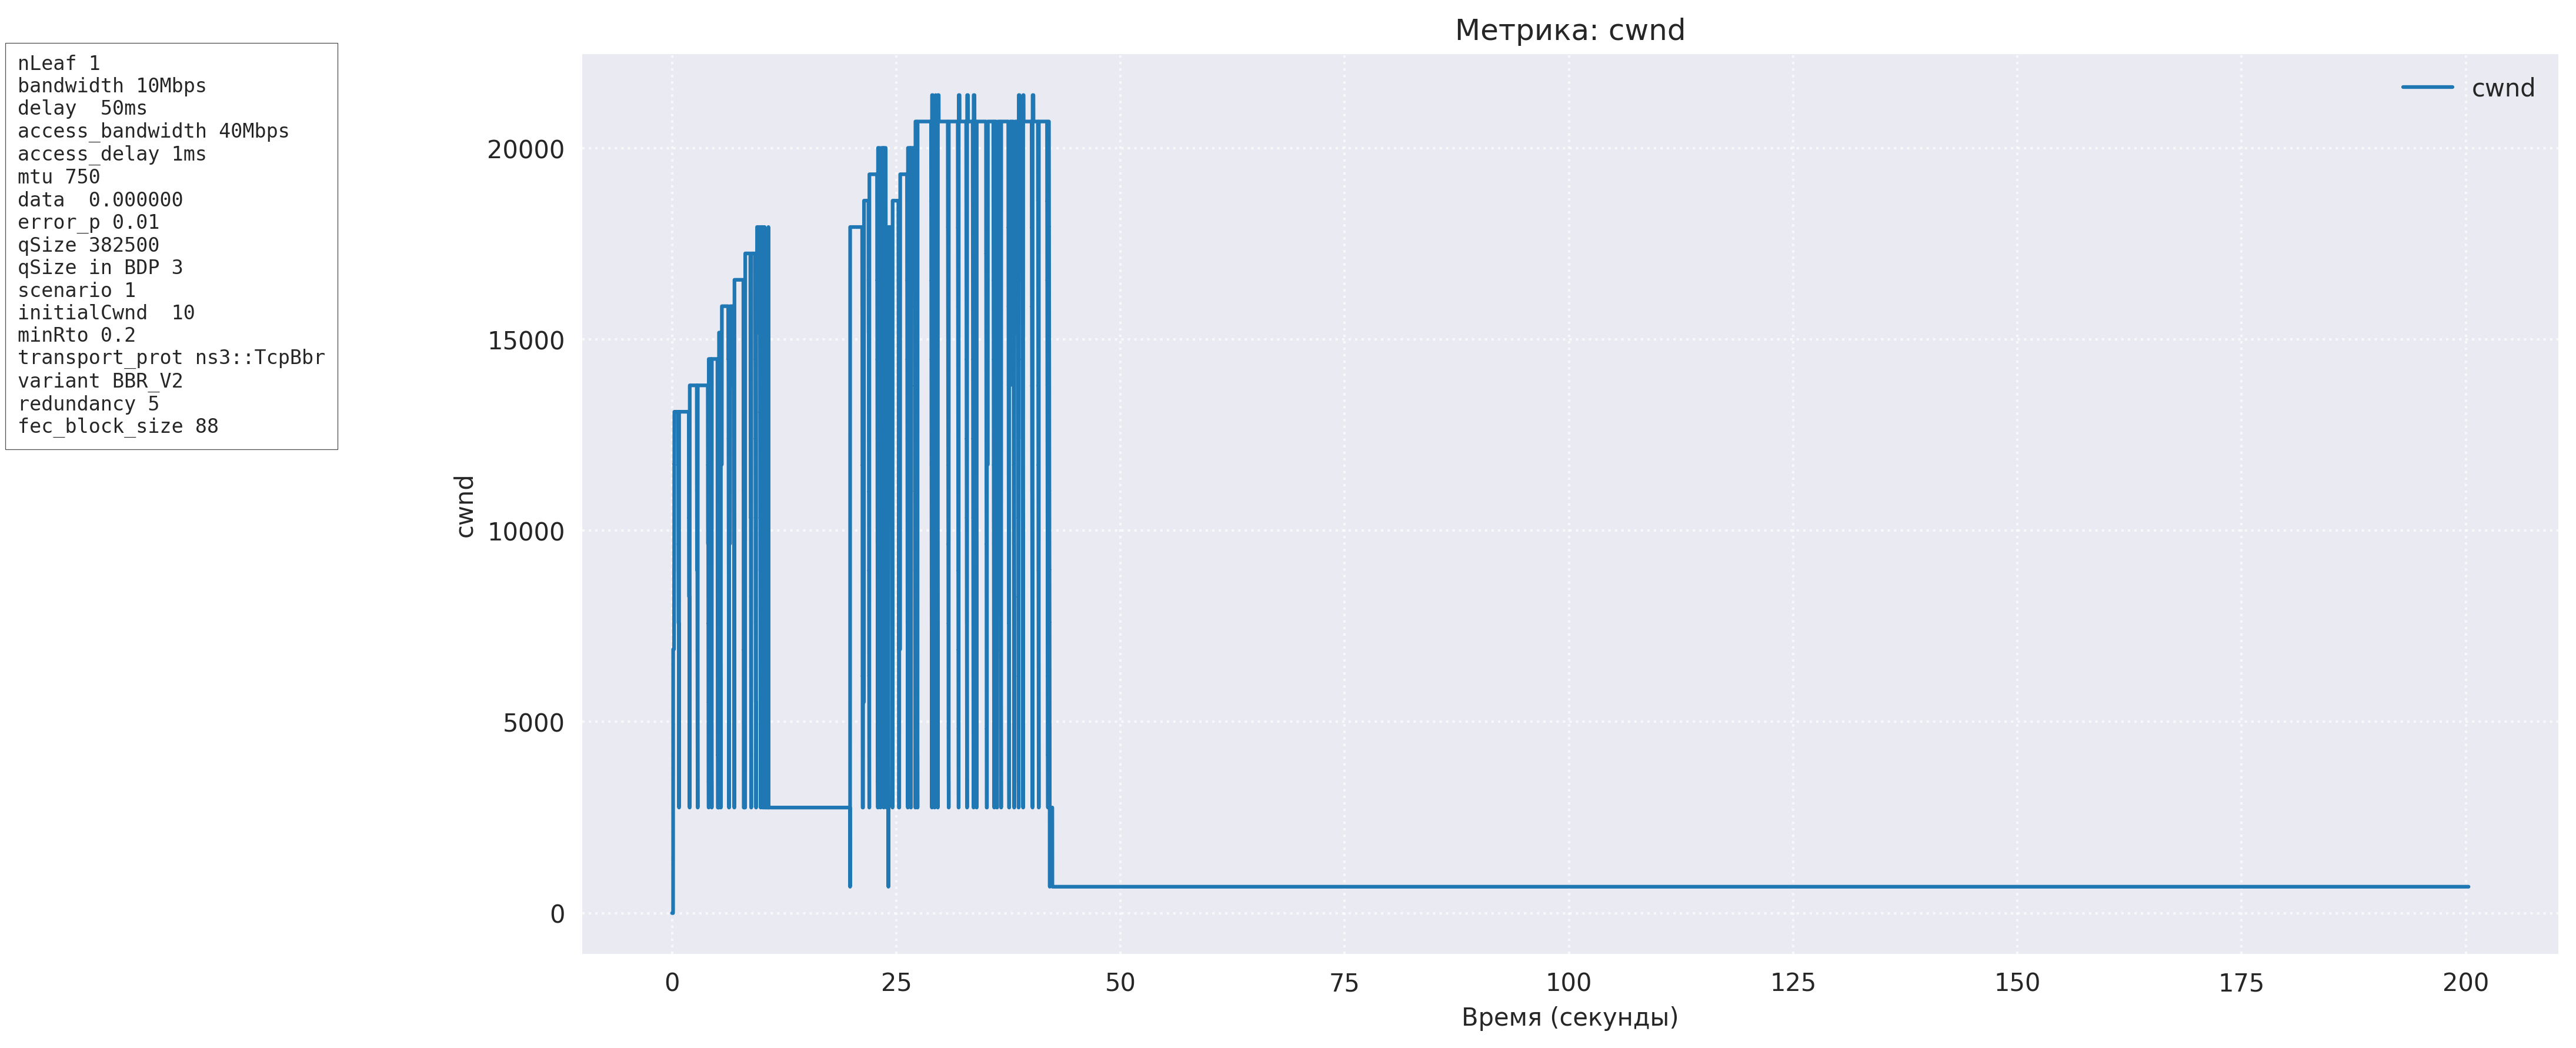 Метрика: cwnd
nLeaf 1
bandwidth 10Mbps
delay  50ms
access_bandwidth 40Mbps
access_delay 1ms
mtu 750
data  0.000000
error_p 0.01
qSize 382500
qSize in BDP 3
scenario 1
initialCwnd  10
minRto 0.2
transport_prot ns3::TcpBbr
variant BBR_V2
redundancy 5
fec_block_size 88
cwnd
20000
15000
10000
5000
0
cwnd
0 25 50 75 100 125 150 175 200
Время (секунды)